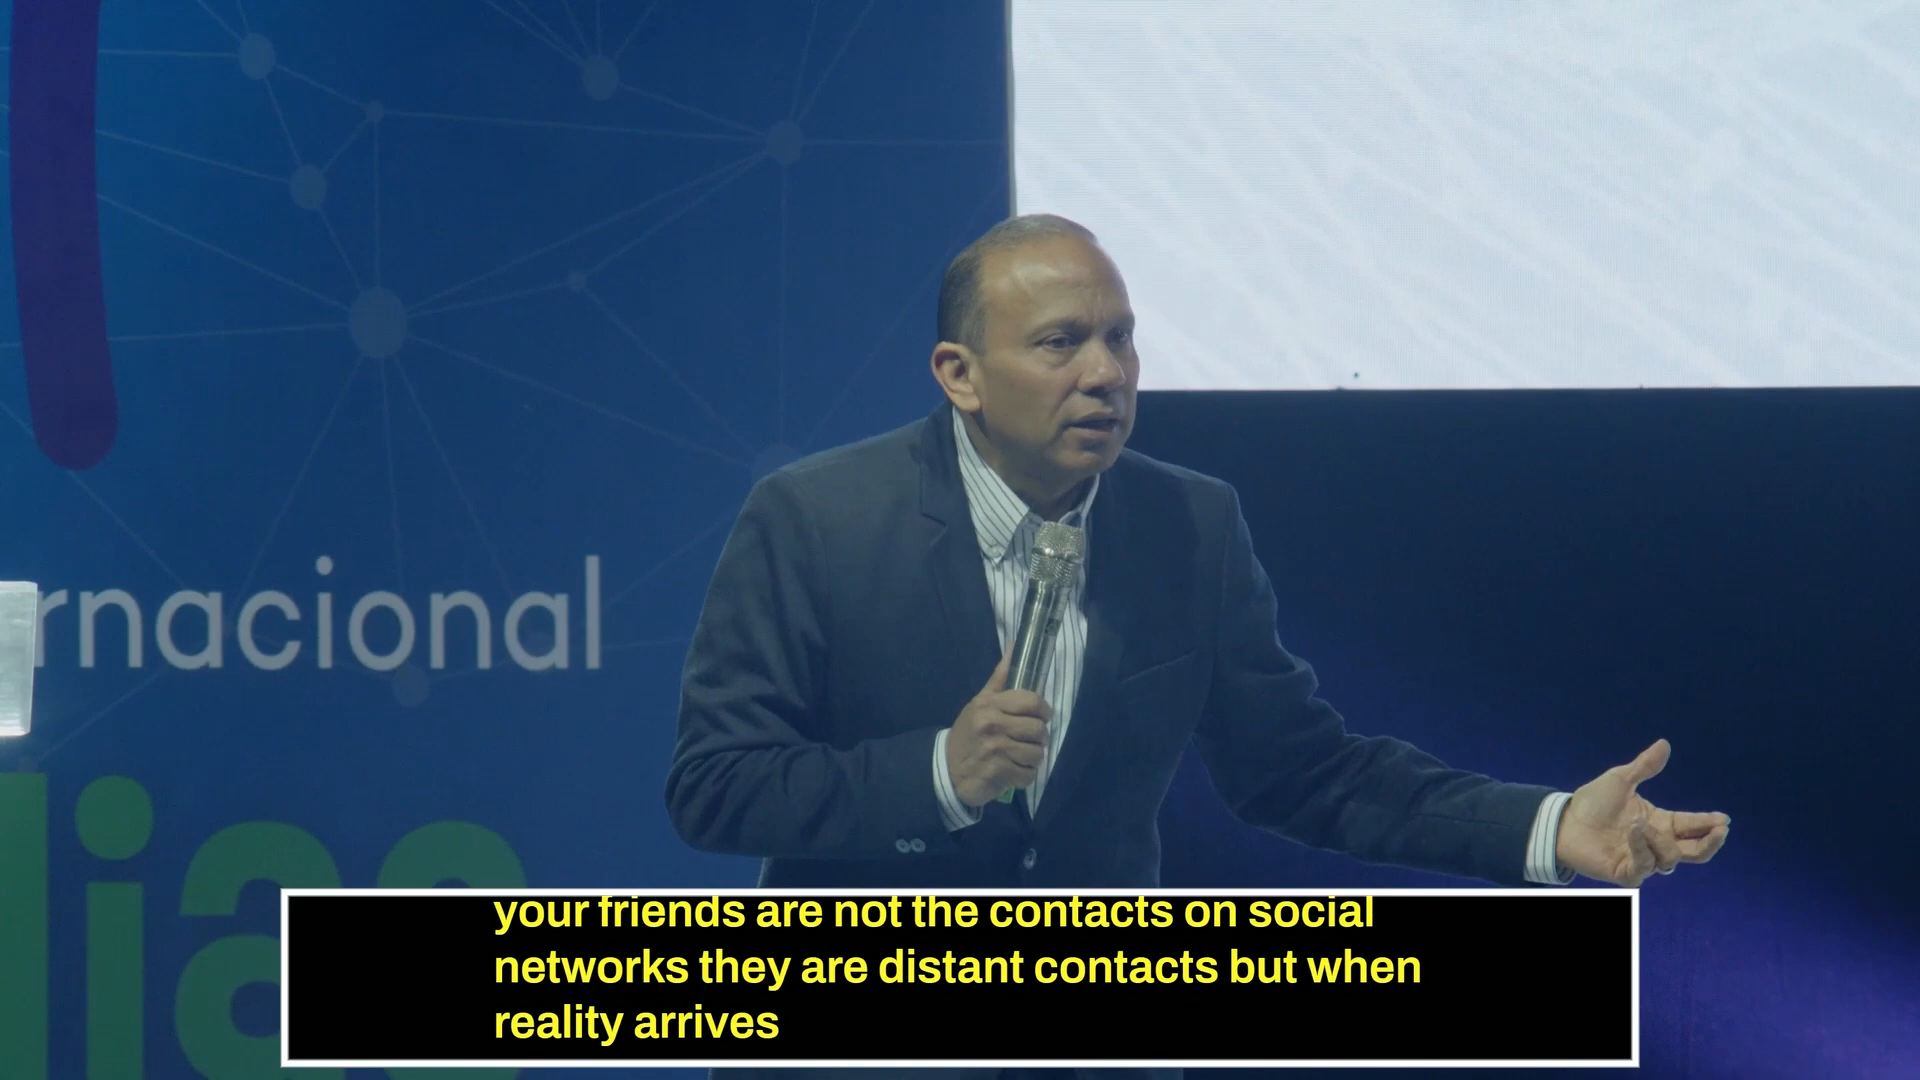 rnacional
your friends are not the contacts on social
networks they are distant contacts but when
reality arrives